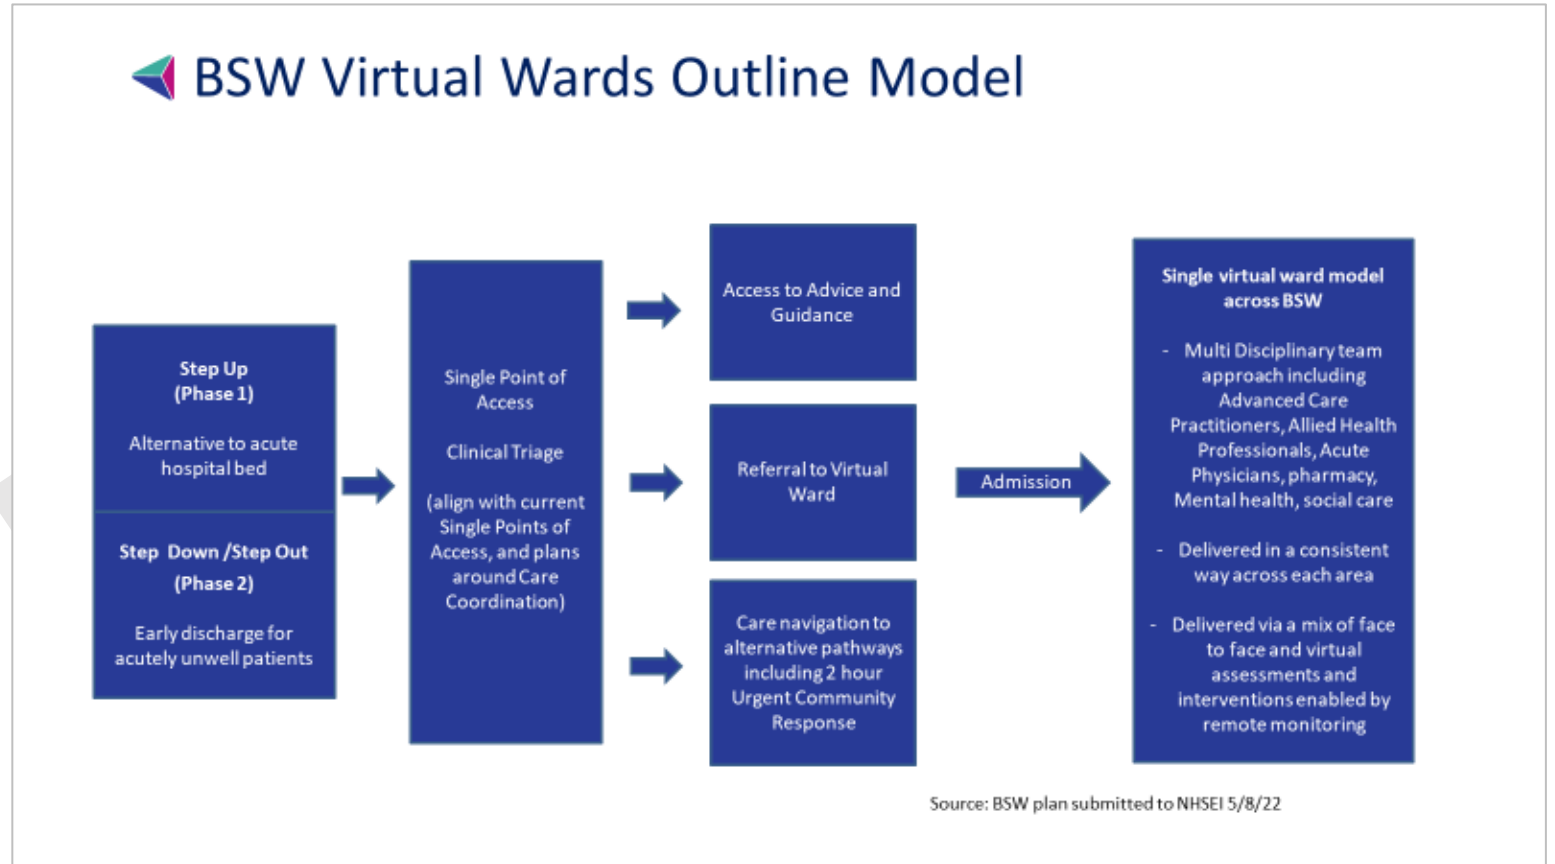 BSW Virtual Wards Outline Model
Step Up
(Phase 1)
Alternative to acute
hospital bed
Step Down /Step Out
(Phase 2)
Early discharge for
acutely unwell patients
Single Point of
Access
Clinical Triage
(align with current
Single Points of
Access, and plans
around Care
Coordination)
Access to Advice and
Guidance
Referral to Virtual
Ward
Care navigation to
alternative pathways
including 2 hour
Urgent Community
Response
Admission
Single virtual ward model
across BSW
- Multi Disciplinary team
approach including
Advanced Care
Practitioners, Allied Health
Professionals, Acute
Physicians, pharmacy,
Mental health, social care
- Delivered in a consistent
way across each area
- Delivered via a mix of face
to face and virtual
assessments and
interventions enabled by
remote monitoring
Source: BSW plan submitted to NHSEI 5/8/22